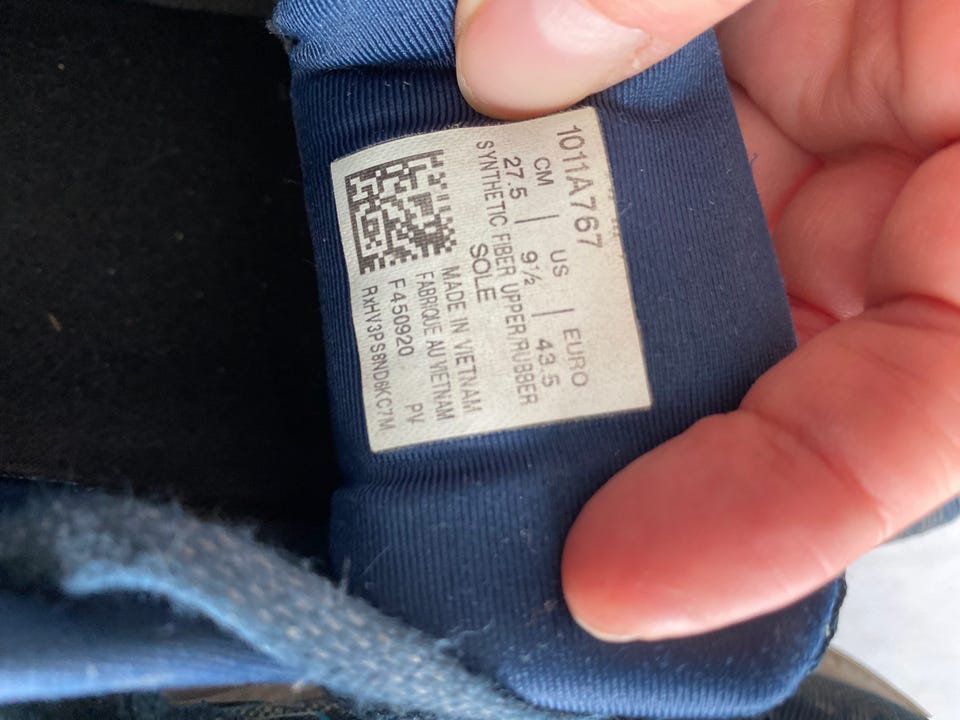 1011A767
CM | US | EURO
27.5 | 9½ | 43.5
SYNTHETIC FIBER UPPER/RUBBER
SOLE
MADE IN VIETNAM
FABRIQUE AU VIETNAM
F450920 PV
RxHV3PS8ND6KC7M